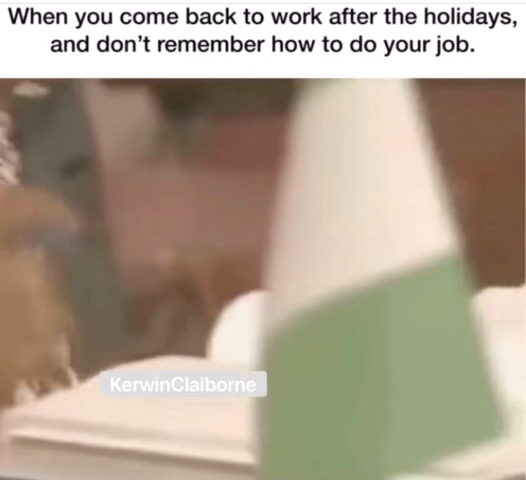 When you come back to work after the holidays,
and don’t remember how to do your job.
KerwinClaiborne